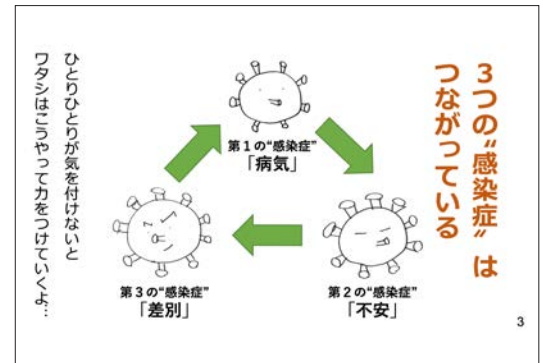 3つの“感染症”は
つながっている
第1の“感染症”
「病気」
第2の“感染症”
「不安」
第3の“感染症”
「差別」
ひとりひとりが気を付けないと
ワタシはこうやって力をつけていくよ…
3